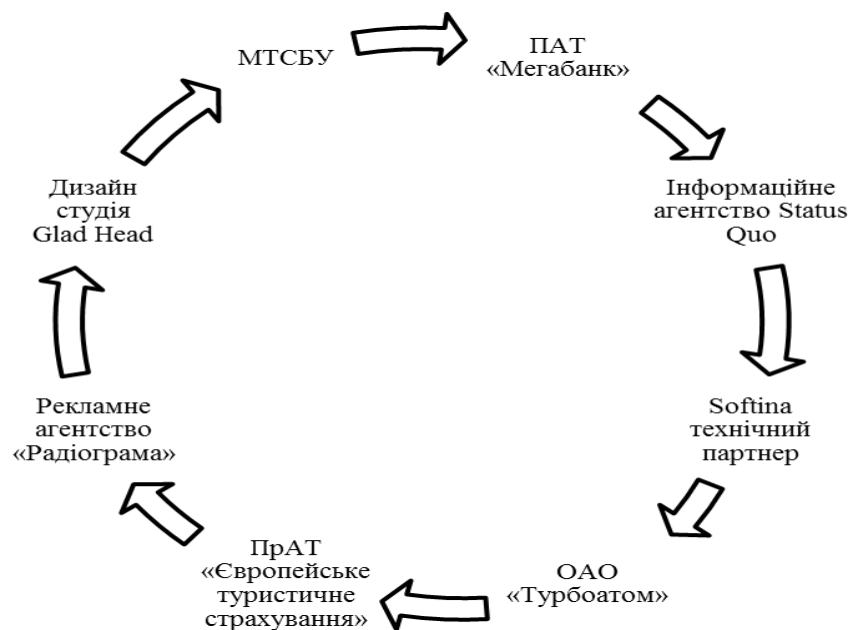 МТСБУ
ПАТ
«Мегабанк»
Інформаційне
агентство Status
Quo
Softina
технічний
партнер
ОАО
«Турбоатом»
ПрАТ
«Європейське
туристичне
страхування»
Рекламне
агентство
«Радіограма»
Дизайн
студія
Glad Head